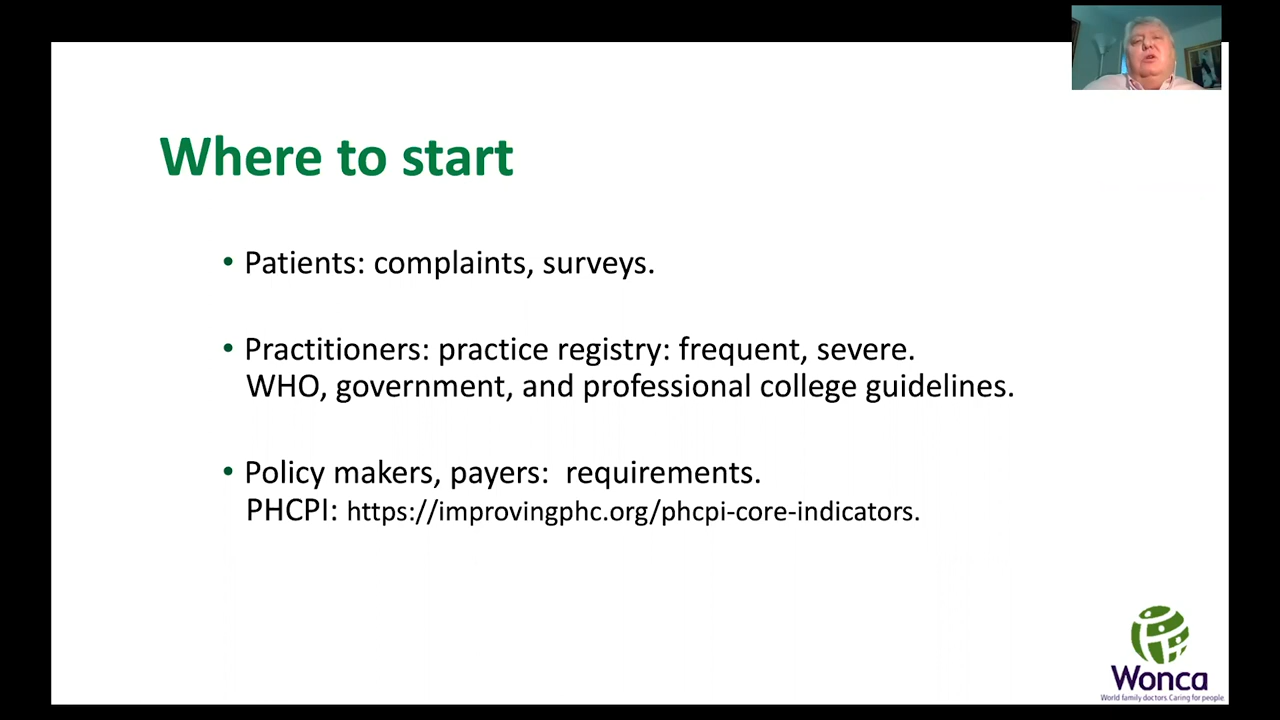 Where to start
• Patients: complaints, surveys.
• Practitioners: practice registry: frequent, severe.
WHO, government, and professional college guidelines.
• Policy makers, payers:  requirements.
PHCPI: https://improvingphc.org/phcpi-core-indicators.
Wonca
World family doctors. Caring for people.